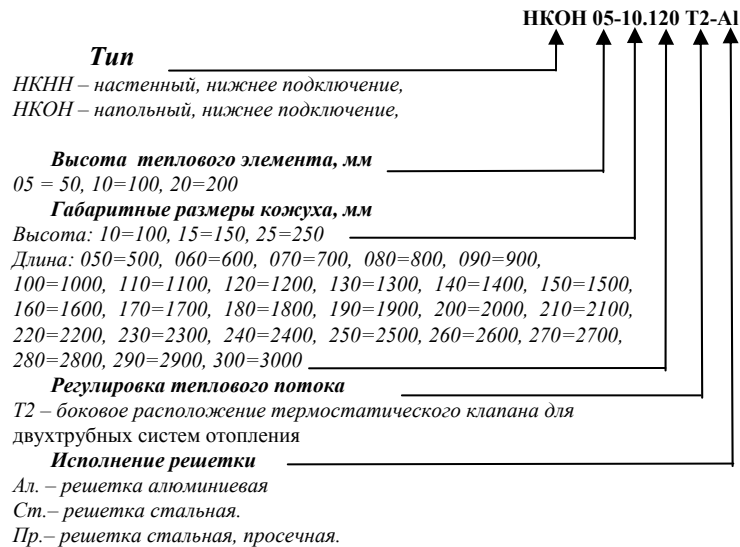 НКОН 05-10.120 Т2-Al
Тип
НКНН – настенный, нижнее подключение,
НКОН – напольный, нижнее подключение,
Высота теплового элемента, мм
05 = 50, 10=100, 20=200
Габаритные размеры кожуха, мм
Высота: 10=100, 15=150, 25=250
Длина: 050=500, 060=600, 070=700, 080=800, 090=900,
100=1000, 110=1100, 120=1200, 130=1300, 140=1400, 150=1500,
160=1600, 170=1700, 180=1800, 190=1900, 200=2000, 210=2100,
220=2200, 230=2300, 240=2400, 250=2500, 260=2600, 270=2700,
280=2800, 290=2900, 300=3000
Регулировка теплового потока
Т2 – боковое расположение термостатического клапана для
двухтрубных систем отопления
Исполнение решетки
Ал. – решетка алюминиевая
Ст.– решетка стальная.
Пр.– решетка стальная, просечная.